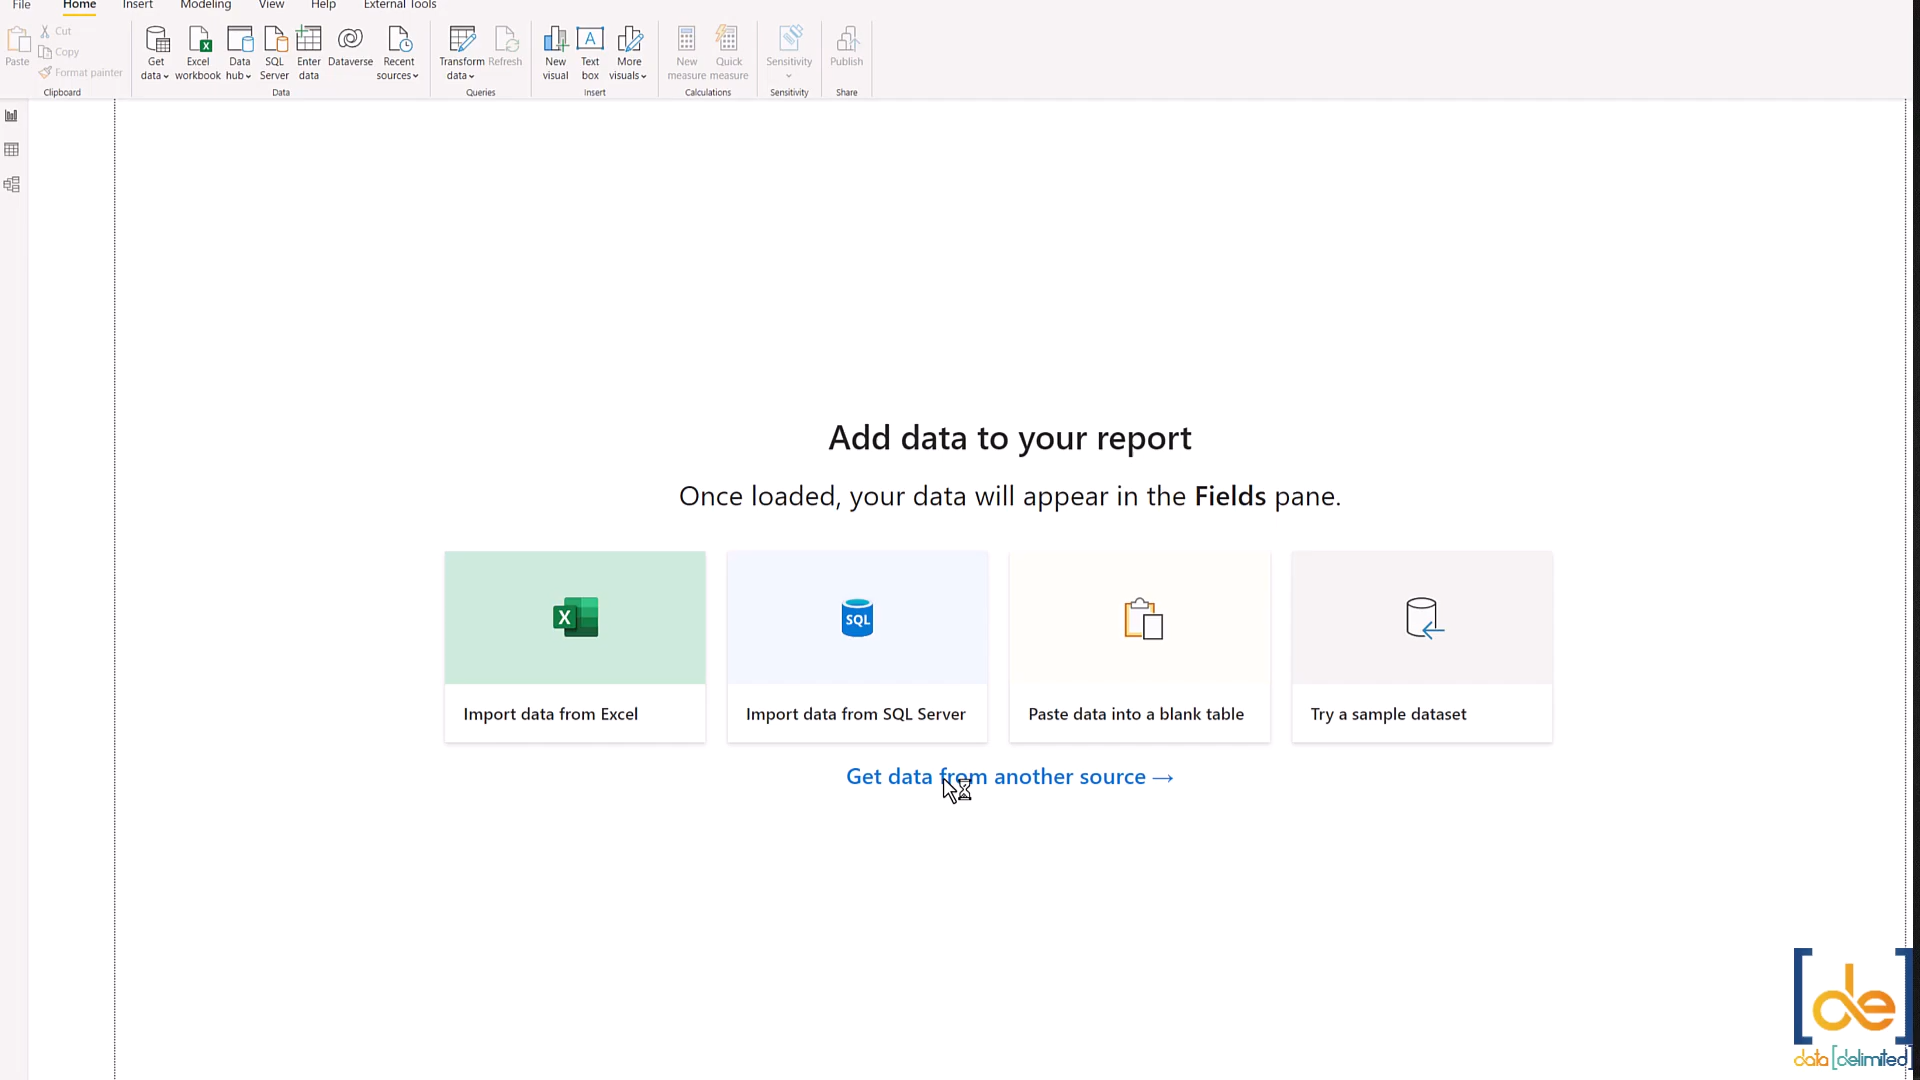 File Home Insert Modeling View Help External Tools
Paste
Cut
Copy
Format painter
Clipboard
Get data
Excel workbook
Data hub
SQL Server
Enter data
Dataverse
Recent sources
Data
Transform data
Refresh
Queries
New visual
A
Text box
More visuals
Insert
New measure
Quick measure
Calculations
Sensitivity
Sensitivity
Publish
Share
Add data to your report
Once loaded, your data will appear in the Fields pane.
X
SQL
Import data from Excel
Import data from SQL Server
Paste data into a blank table
Try a sample dataset
Get data from another source →
[de]
data [delimited]